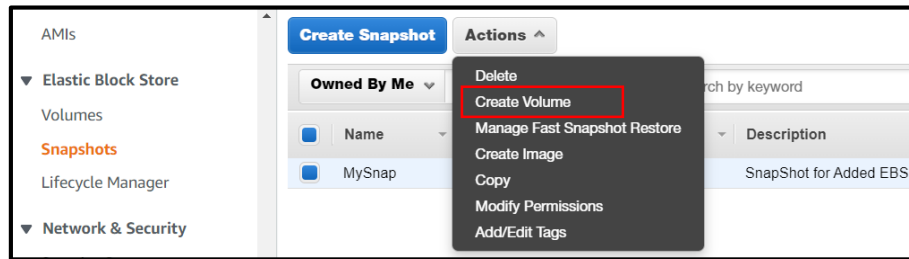 AMIs
Elastic Block Store
Volumes
Snapshots
Lifecycle Manager
Network & Security
Create Snapshot
Actions
Owned By Me
by keyword
Name
Description
MySnap
SnapShot for Added EBS
Delete
Create Volume
Manage Fast Snapshot Restore
Create Image
Copy
Modify Permissions
Add/Edit Tags